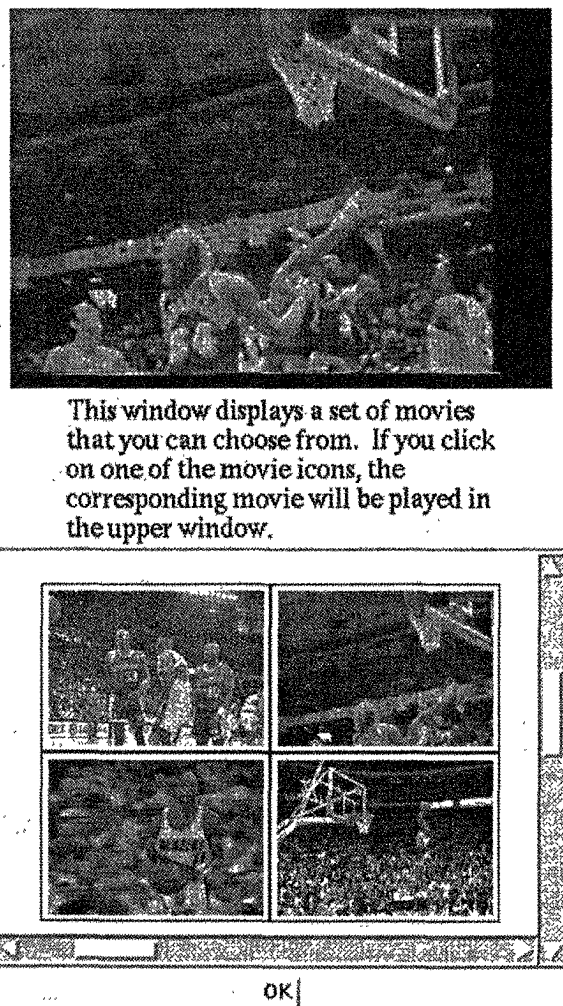 This window displays a set of movies
that you can choose from. If you click
on one of the movie icons, the
corresponding movie will be played in
the upper window.
OK